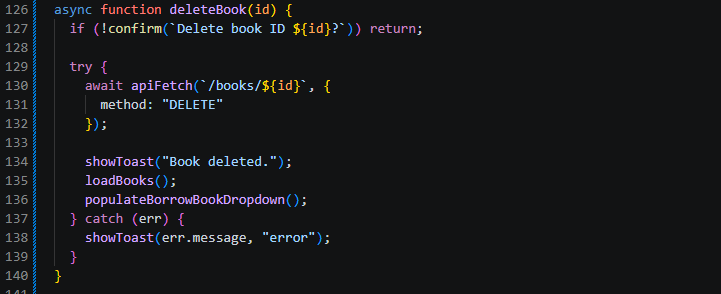 126 async function deleteBook(id) {
127   if (!confirm(`Delete book ID ${id}?`)) return;
128
129   try {
130     await apiFetch(`/books/${id}`, {
131       method: "DELETE"
132     });
133
134     showToast("Book deleted.");
135     loadBooks();
136     populateBorrowBookDropdown();
137   } catch (err) {
138     showToast(err.message, "error");
139   }
140 }
141